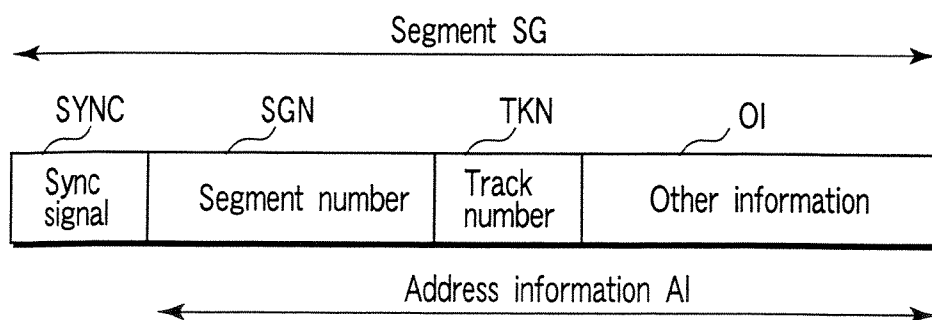 Segment SG
SYNC SGN TKN OI
Sync signal
Segment number
Track number
Other information
Address information AI